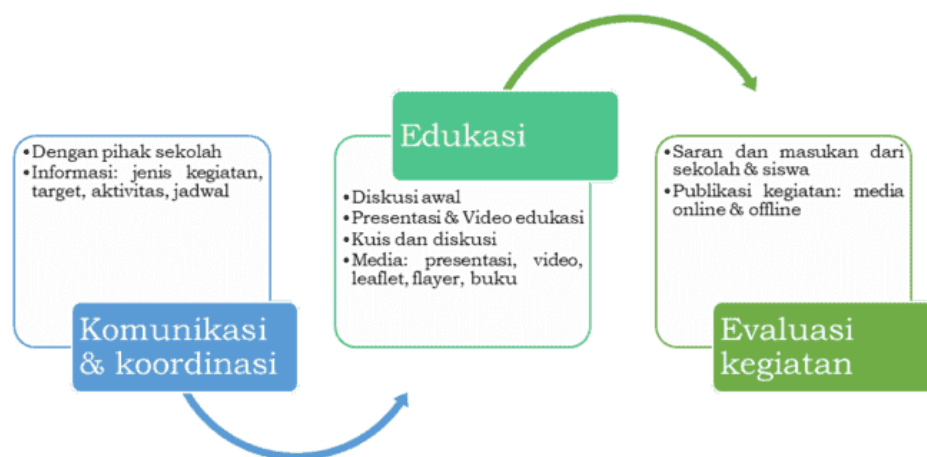 •Dengan pihak sekolah
•Informasi: jenis kegiatan,
target, aktivitas, jadwal
Komunikasi
& koordinasi
Edukasi
•Diskusi awal
•Presentasi & Video edukasi
•Kuis dan diskusi
•Media: presentasi, video,
leaflet, flayer, buku
•Saran dan masukan dari
sekolah & siswa
•Publikasi kegiatan: media
online & offline
Evaluasi
kegiatan